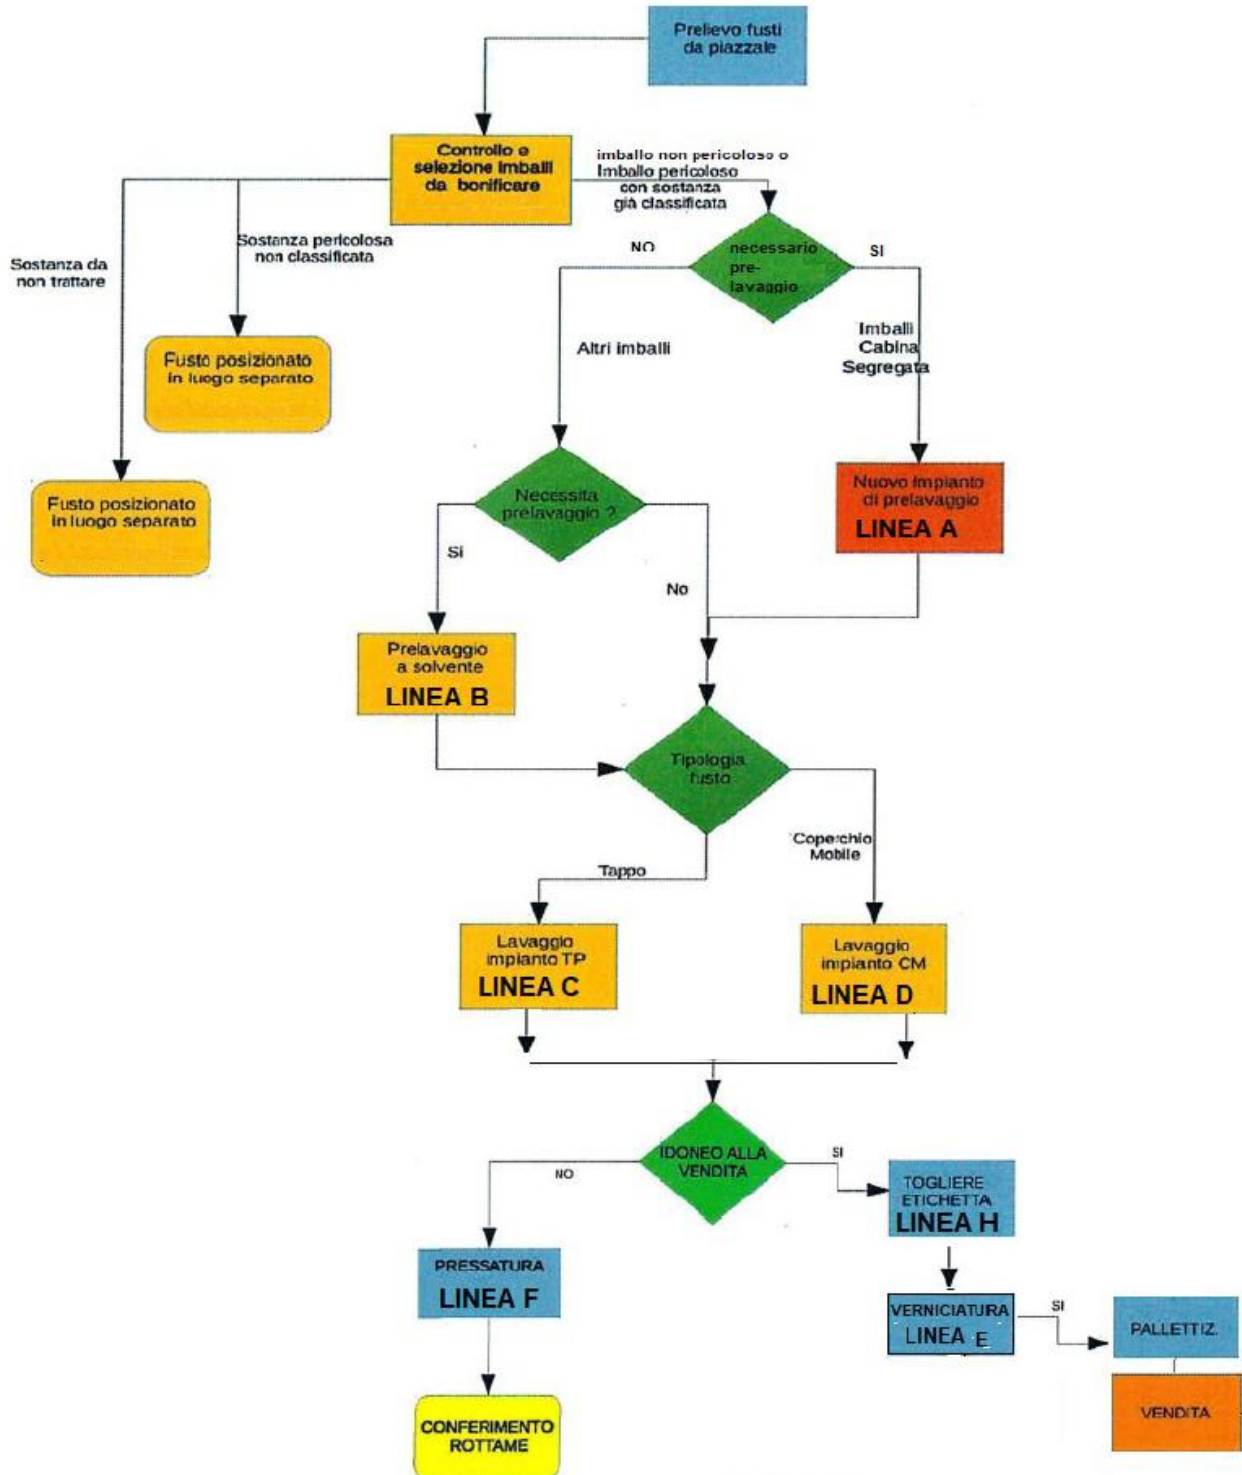 Prelievo fusti
da piazzale
Controllo e
selezione imballi
da bonificare
imballo non pericoloso o
Imballo pericoloso
con sostanza
già classificata
Sostanza pericolosa
non classificata
Sostanza da
non trattare
NO
necessario
pre-
lavaggio
SI
Altri imballi
Imballi
Cabina
Segregata
Fusto posizionato
in luogo separato
Fusto posizionato
in luogo separato
Necessita
prelavaggio ?
Nuovo Impianto
di prelavaggio
LINEA A
Si
No
Prelavaggio
a solvente
LINEA B
Tipologia
fusto
Coperchio
Mobile
Tappo
Lavaggio
impianto TP
LINEA C
Lavaggio
impianto CM
LINEA D
IDONEO ALLA
VENDITA
NO
SI
TOGLIERE
ETICHETTA
LINEA H
PRESSATURA
LINEA F
VERNICIATURA
LINEA E
SI
PALLETTIZ.
VENDITA
CONFERIMENTO
ROTTAME